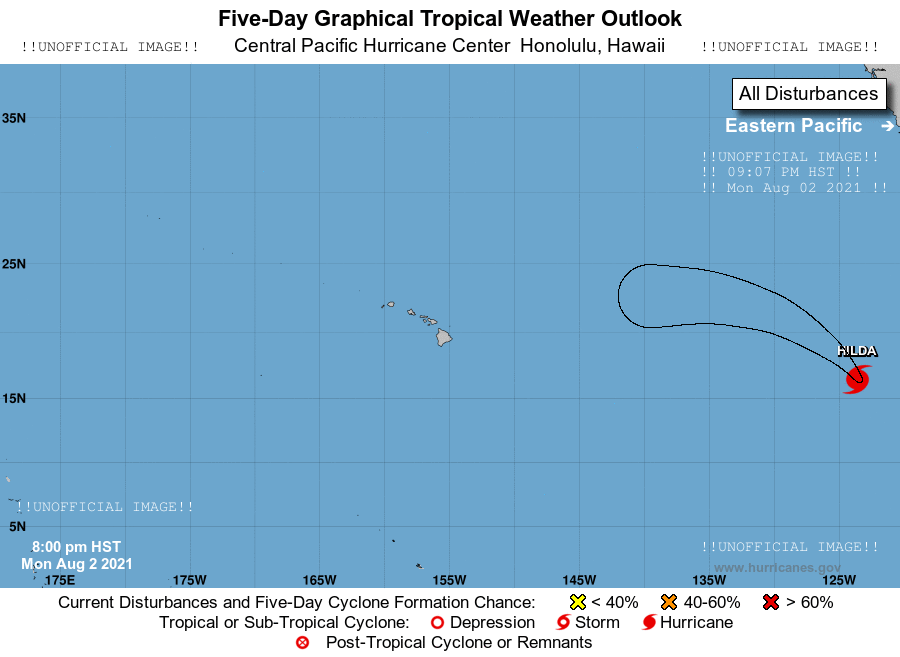 Five-Day Graphical Tropical Weather Outlook
!!UNOFFICIAL IMAGE!! Central Pacific Hurricane Center Honolulu, Hawaii !!UNOFFICIAL IMAGE!!
All Disturbances
35N
Eastern Pacific ➔
!!UNOFFICIAL IMAGE!!
!! 09:07 PM HST !!
!! Mon Aug 02 2021 !!
25N
HILDA
15N
!!UNOFFICIAL IMAGE!!
5N
8:00 pm HST
Mon Aug 2 2021
!!UNOFFICIAL IMAGE!!
www.hurricanes.gov
175E 175W 165W 155W 145W 135W 125W
Current Disturbances and Five-Day Cyclone Formation Chance: < 40% 40-60% > 60%
Tropical or Sub-Tropical Cyclone: Depression Storm Hurricane
Post-Tropical Cyclone or Remnants